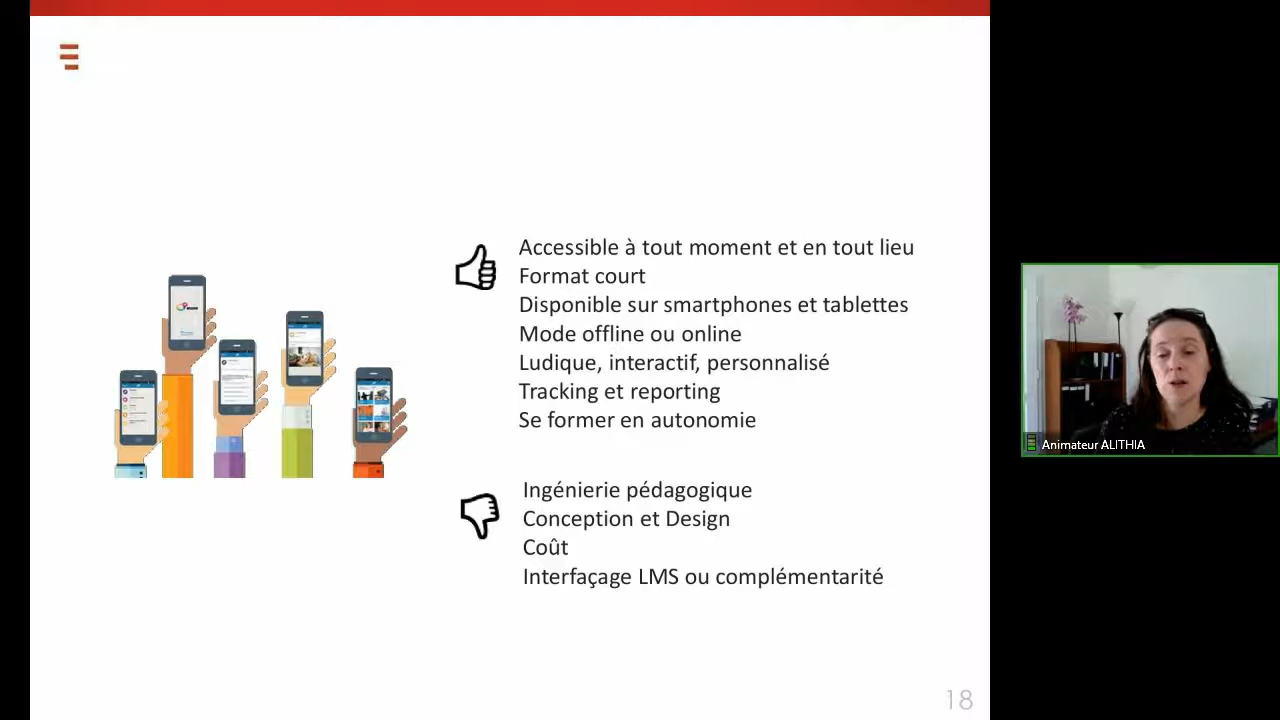 Accessible à tout moment et en tout lieu
Format court
Disponible sur smartphones et tablettes
Mode offline ou online
Ludique, interactif, personnalisé
Tracking et reporting
Se former en autonomie
Ingénierie pédagogique
Conception et Design
Coût
Interfaçage LMS ou complémentarité
18
Animateur ALITHIA